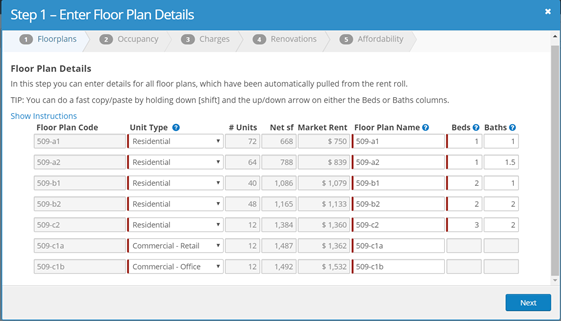 Step 1 – Enter Floor Plan Details ×
1 Floorplans 2 Occupancy 3 Charges 4 Renovations 5 Affordability
Floor Plan Details
In this step you can enter details for all floor plans, which have been automatically pulled from the rent roll.
TIP: You can do a fast copy/paste by holding down [shift] and the up/down arrow on either the Beds or Baths columns.
Show Instructions
Floor Plan Code Unit Type ? # Units Net sf Market Rent Floor Plan Name ? Beds ? Baths ?
509-a1 Residential 72 668 $ 750 509-a1 1 1
509-a2 Residential 64 788 $ 839 509-a2 1 1.5
509-b1 Residential 40 1,086 $ 1,079 509-b1 2 1
509-b2 Residential 48 1,165 $ 1,133 509-b2 2 2
509-c2 Residential 12 1,384 $ 1,360 509-c2 3 2
509-c1a Commercial - Retail 12 1,487 $ 1,362 509-c1a
509-c1b Commercial - Office 12 1,492 $ 1,532 509-c1b
Next